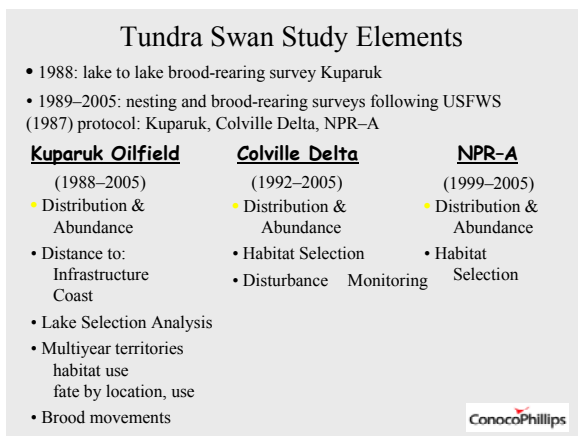 Tundra Swan Study Elements
• 1988: lake to lake brood-rearing survey Kuparuk
• 1989–2005: nesting and brood-rearing surveys following USFWS
(1987) protocol: Kuparuk, Colville Delta, NPR–A
Kuparuk Oilfield
(1988–2005)
• Distribution &
Abundance
• Distance to:
Infrastructure
Coast
• Lake Selection Analysis
• Multiyear territories
habitat use
fate by location, use
• Brood movements
Colville Delta
(1992–2005)
• Distribution &
Abundance
• Habitat Selection
• Disturbance Monitoring
NPR–A
(1999–2005)
• Distribution &
Abundance
• Habitat
Selection
ConocoPhillips